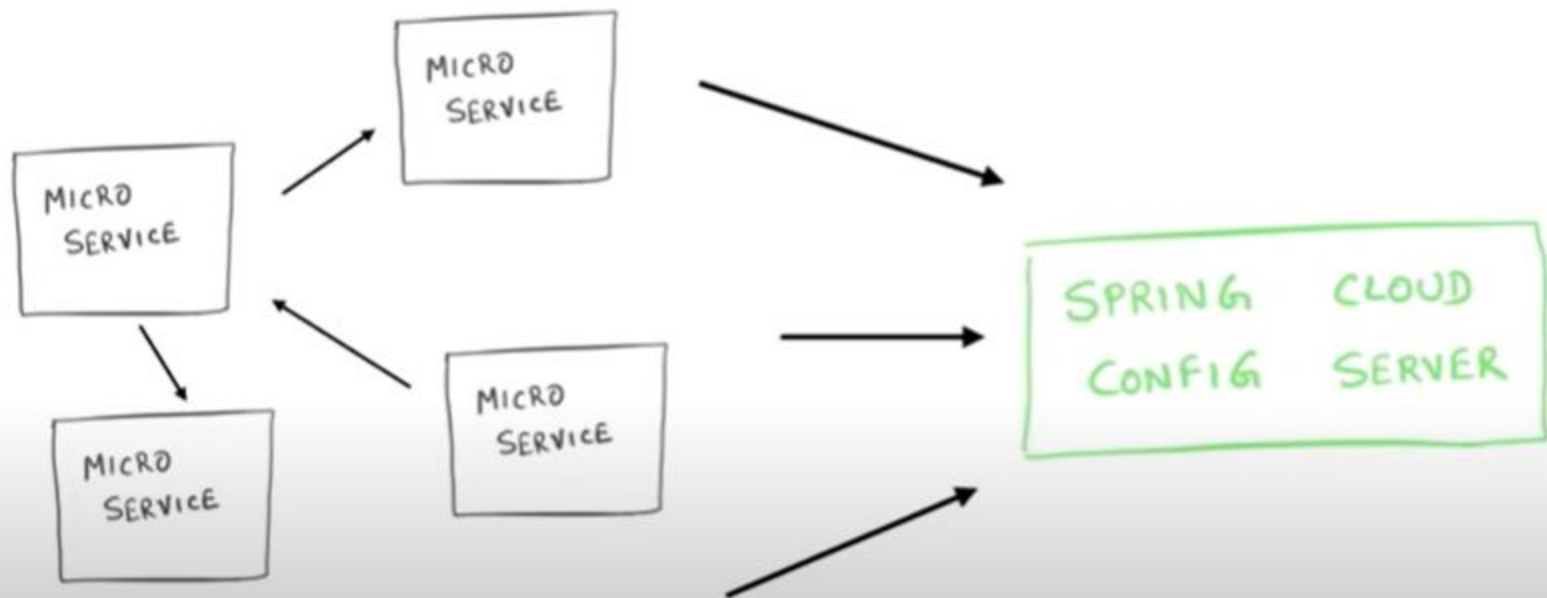 MICRO
SERVICE
MICRO
SERVICE
MICRO
SERVICE
MICRO
SERVICE
SPRING CLOUD
CONFIG SERVER